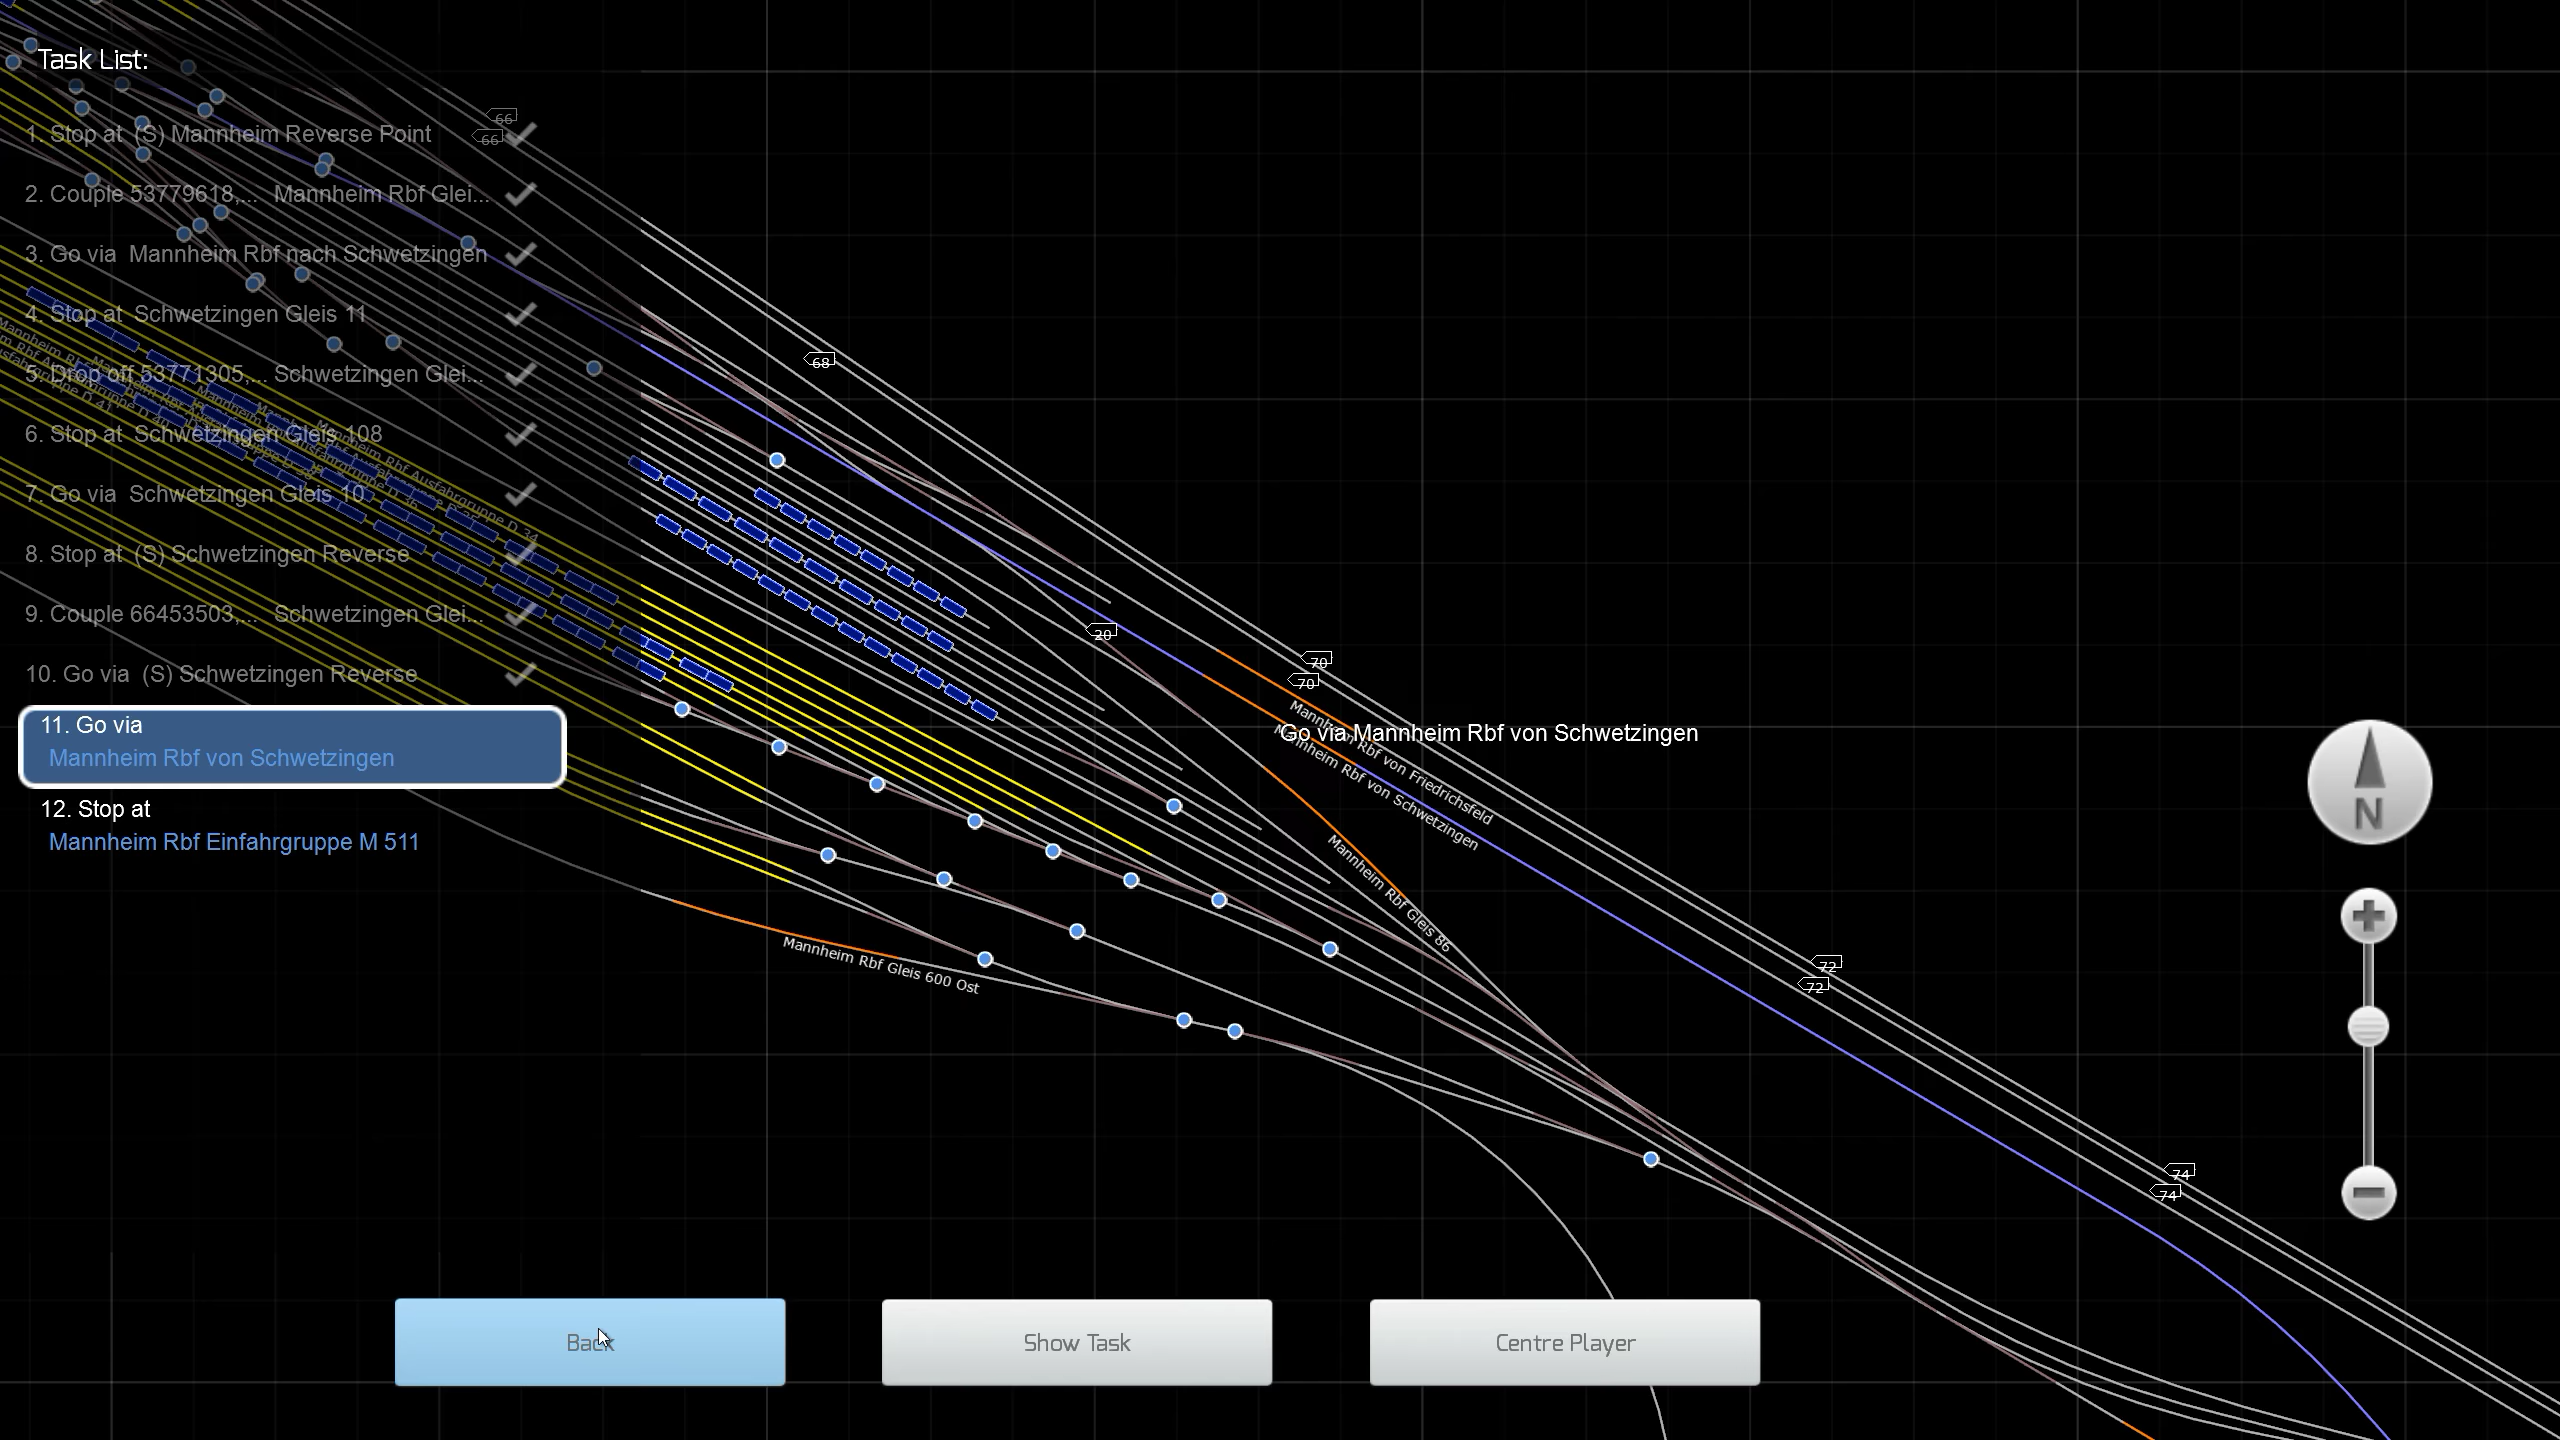 Task List:
1. Stop at (S) Mannheim Reverse Point
2. Couple 53779618,... Mannheim Rbf Glei...
3. Go via Mannheim Rbf nach Schwetzingen
4. Stop at Schwetzingen Gleis 11
5. Drop off 53771305,... Schwetzingen Glei...
6. Stop at Schwetzingen Gleis 108
7. Go via Schwetzingen Gleis 10
8. Stop at (S) Schwetzingen Reverse
9. Couple 66453503,... Schwetzingen Glei...
10. Go via (S) Schwetzingen Reverse
11. Go via
Mannheim Rbf von Schwetzingen
12. Stop at
Mannheim Rbf Einfahrgruppe M 511
66
66
68
20
70
70
Go via Mannheim Rbf von Schwetzingen
Mannheim Rbf von Friedrichsfeld
Mannheim Rbf von Schwetzingen
Mannheim Rbf Gleis 86
Mannheim Rbf Gleis 600 Ost
72
72
74
74
N
Back
Show Task
Centre Player